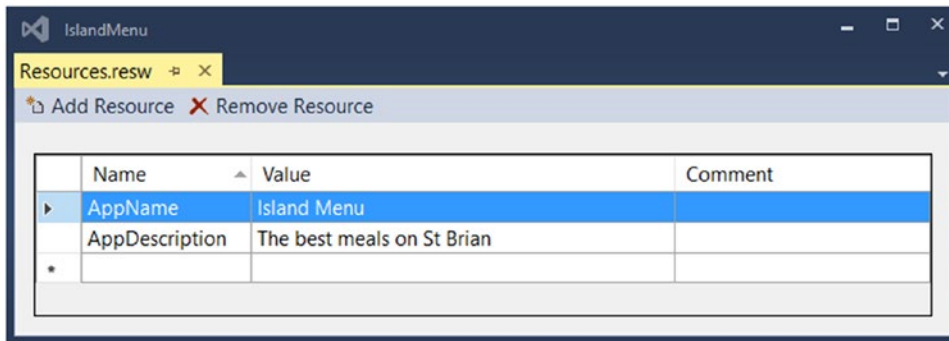 IslandMenu
Resources.resw
Add Resource Remove Resource
Name Value Comment
AppName Island Menu
AppDescription The best meals on St Brian